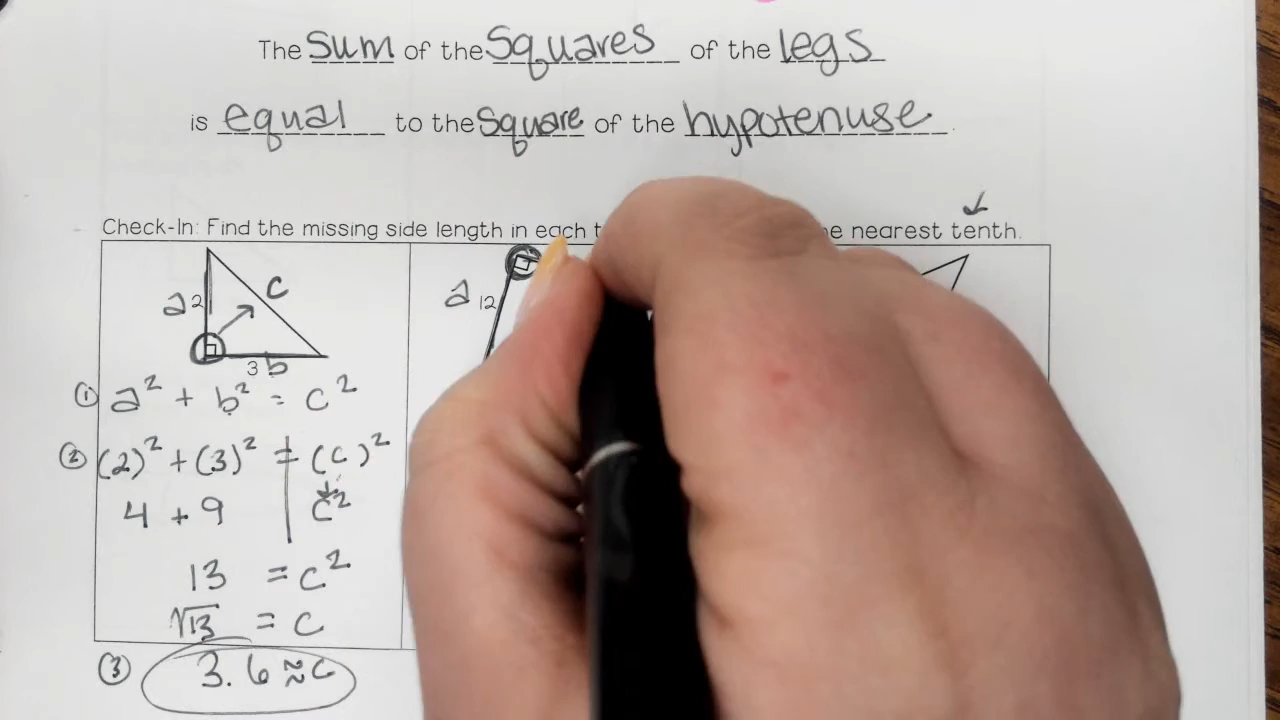 The sum of the squares of the legs
is equal to the square of the hypotenuse.
Check-In: Find the missing side length in each e nearest tenth.
a 2 c
3 b
a 12
① a² + b² = c²
② (2)² + (3)² = (c)²
4 + 9 c²
13 = c²
√13 = c
③ 3.6 ≈ c